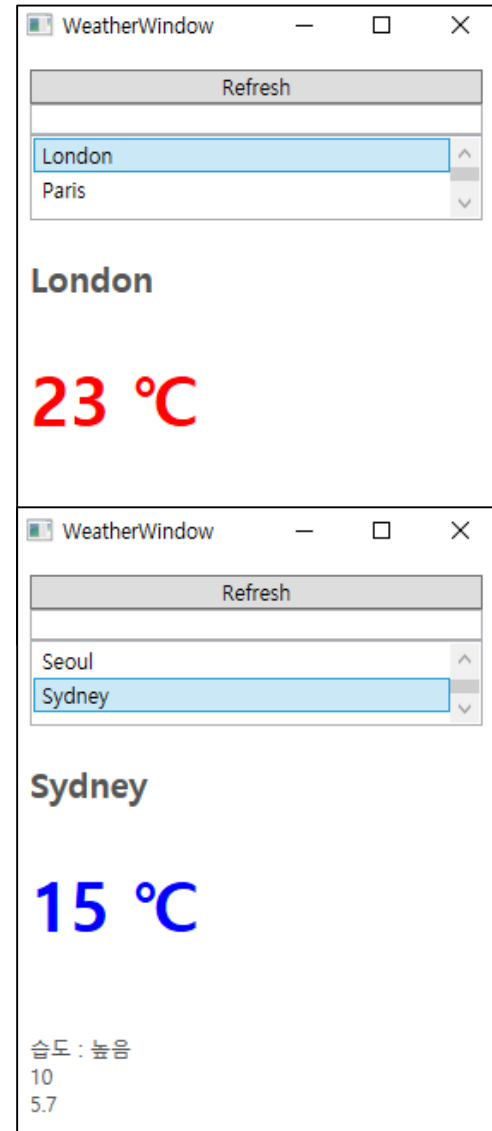 WeatherWindow
Refresh
London
Paris
London
23 ℃
WeatherWindow
Refresh
Seoul
Sydney
Sydney
15 ℃
습도 : 높음
10
5.7